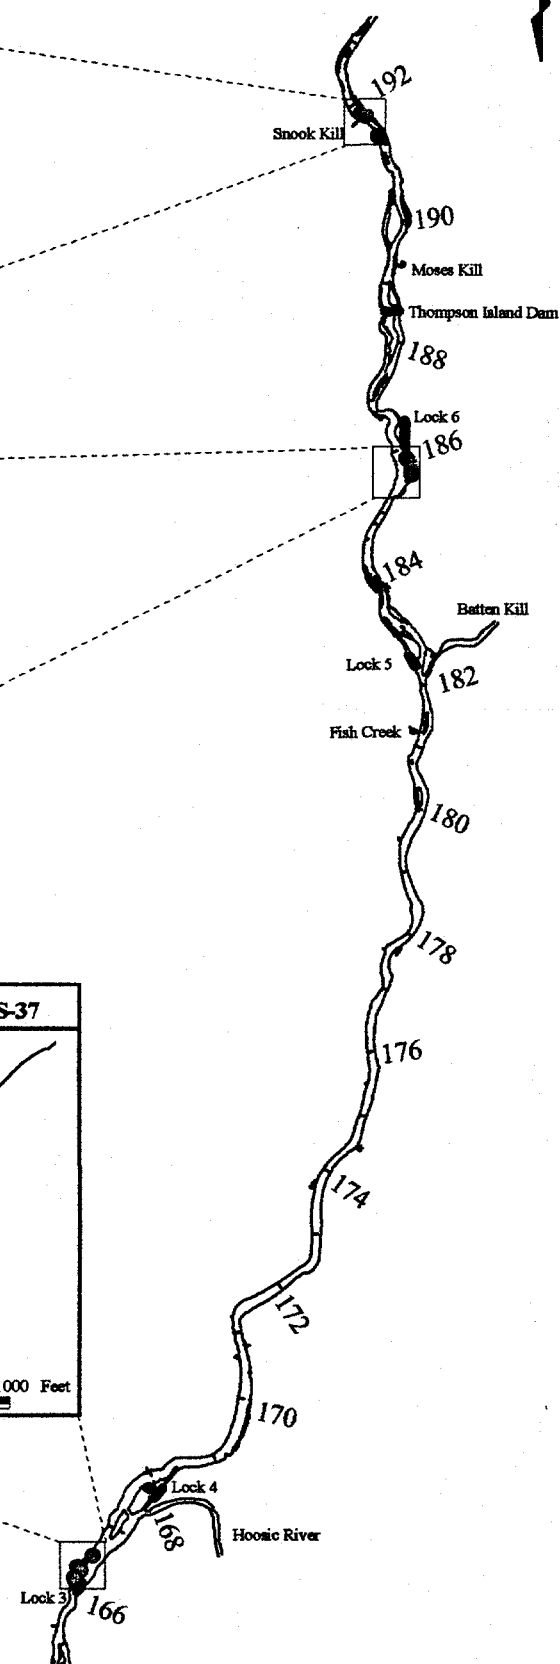 192
Snook Kill
190
Moses Kill
Thompson Island Dam
188
Lock 6
186
184
Batten Kill
Lock 5
182
Fish Creek
180
178
S-37
176
174
172
000 Feet
170
Lock 4
168
Hoosic River
Lock 3
166